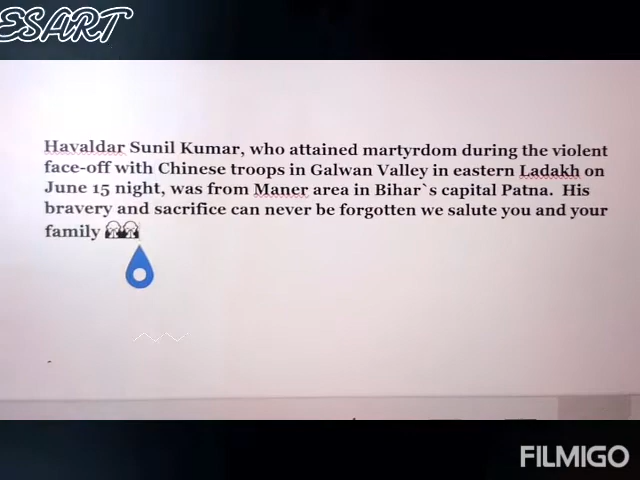 ESART
Havaldar Sunil Kumar, who attained martyrdom during the violent
face-off with Chinese troops in Galwan Valley in eastern Ladakh on
June 15 night, was from Maner area in Bihar`s capital Patna.  His
bravery and sacrifice can never be forgotten we salute you and your
family
FILMIGO